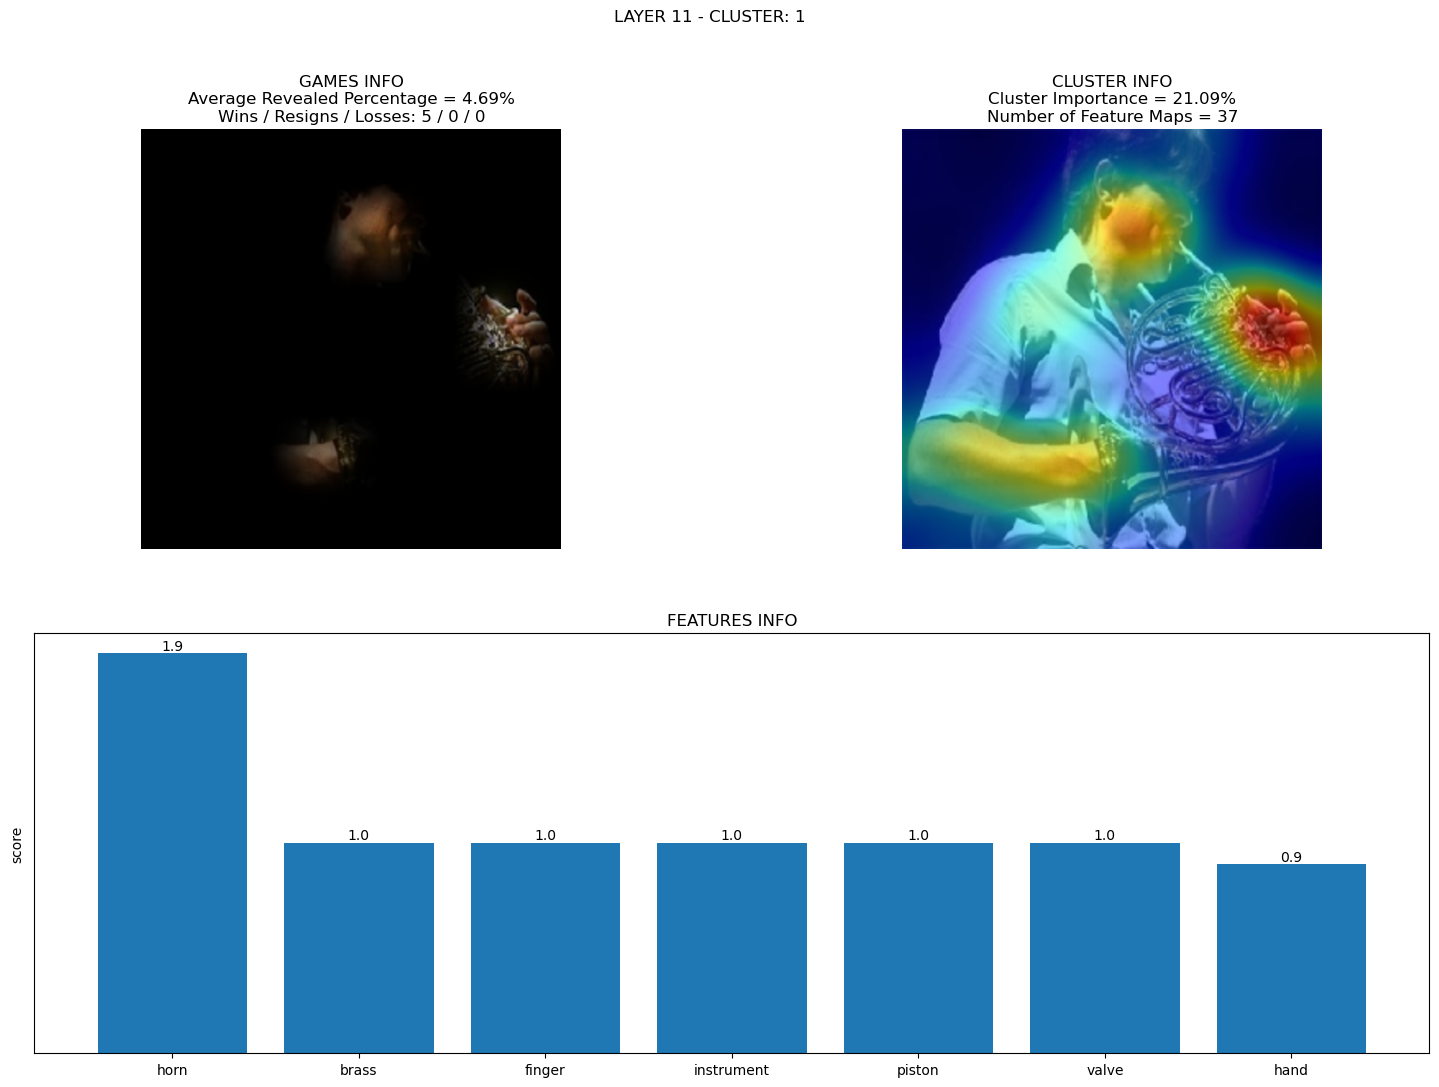 LAYER 11 - CLUSTER: 1
GAMES INFO
Average Revealed Percentage = 4.69%
Wins / Resigns / Losses: 5 / 0 / 0
CLUSTER INFO
Cluster Importance = 21.09%
Number of Feature Maps = 37
FEATURES INFO
score
1.9
1.0
1.0
1.0
1.0
1.0
0.9
horn
brass
finger
instrument
piston
valve
hand